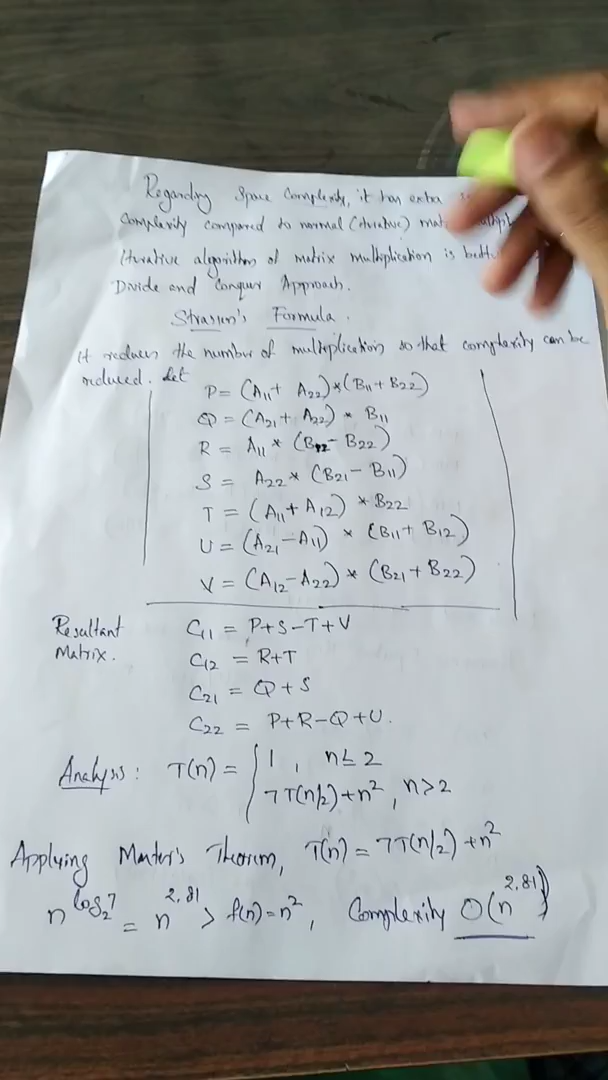 Regarding space complexity, it has extra
complexity compared to normal (iterative)
Iterative algorithm of matrix multiplication is
Divide and Conquer Approach.
Strassen's Formula.
It reduces the number of multiplications so that complexity can be
reduced. Let
P = (A11 + A22) * (B11 + B22)
Q = (A21 + A22) * B11
R = A11 * (B12 - B22)
S = A22 * (B21 - B11)
T = (A11 + A12) * B22
U = (A21 - A11) * (B11 + B12)
V = (A12 - A22) * (B21 + B22)
Resultant
Matrix.
C11 = P+S-T+V
C12 = R+T
C21 = Q+S
C22 = P+R-Q+U.
Analysis: T(n) = { 1, n ≤ 2
7T(n/2)+n², n>2
Applying Master's Theorem, T(n) = 7T(n/2) + n²
n^log₂7 = n^2.81 > f(n) = n², Complexity O(n^2.81)